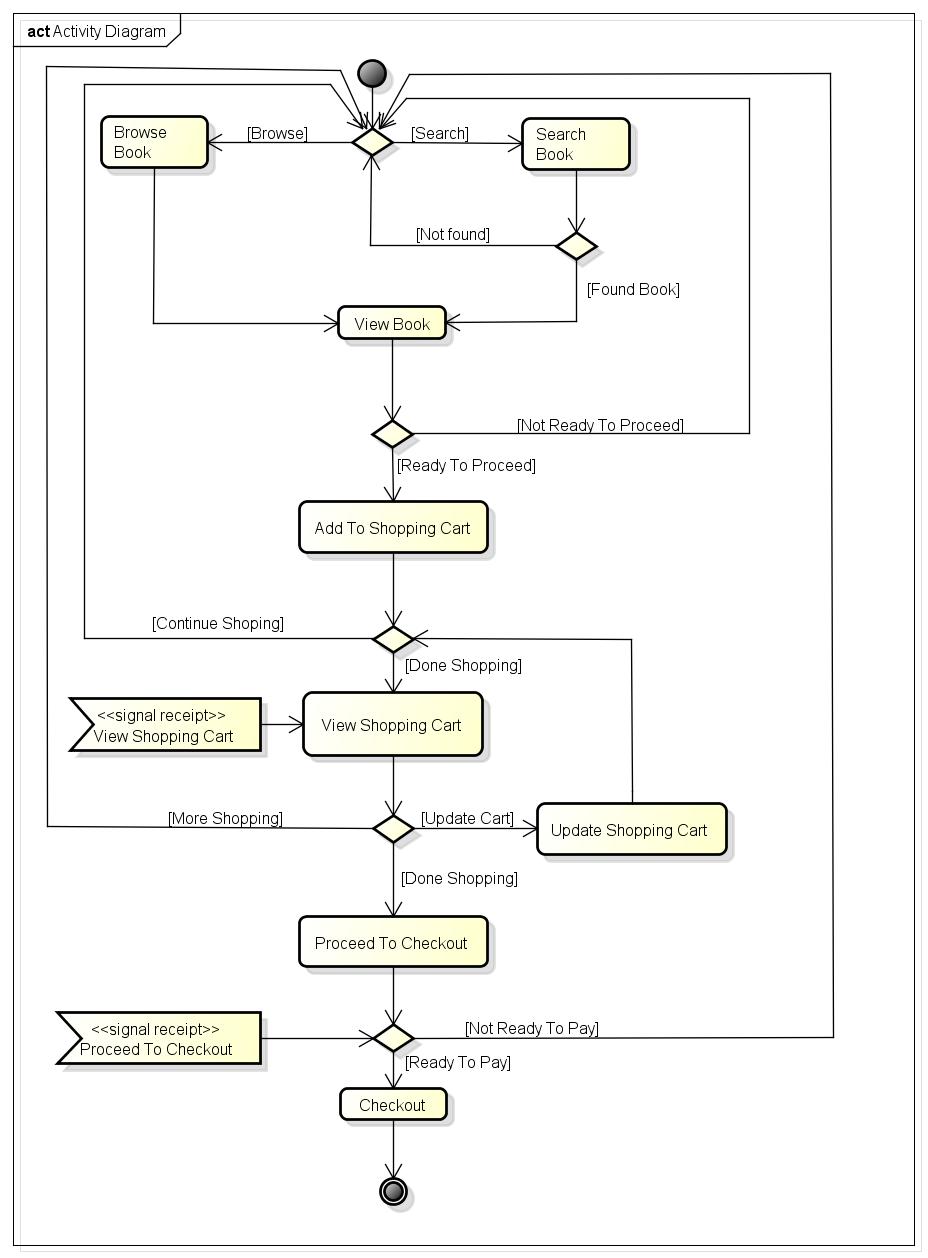 act Activity Diagram
Browse
Book
[Browse]
[Search]
Search
Book
[Not found]
[Found Book]
View Book
[Not Ready To Proceed]
[Ready To Proceed]
Add To Shopping Cart
[Continue Shoping]
[Done Shopping]
<<signal receipt>>
View Shopping Cart
View Shopping Cart
[More Shopping]
[Update Cart]
Update Shopping Cart
[Done Shopping]
Proceed To Checkout
<<signal receipt>>
Proceed To Checkout
[Not Ready To Pay]
[Ready To Pay]
Checkout